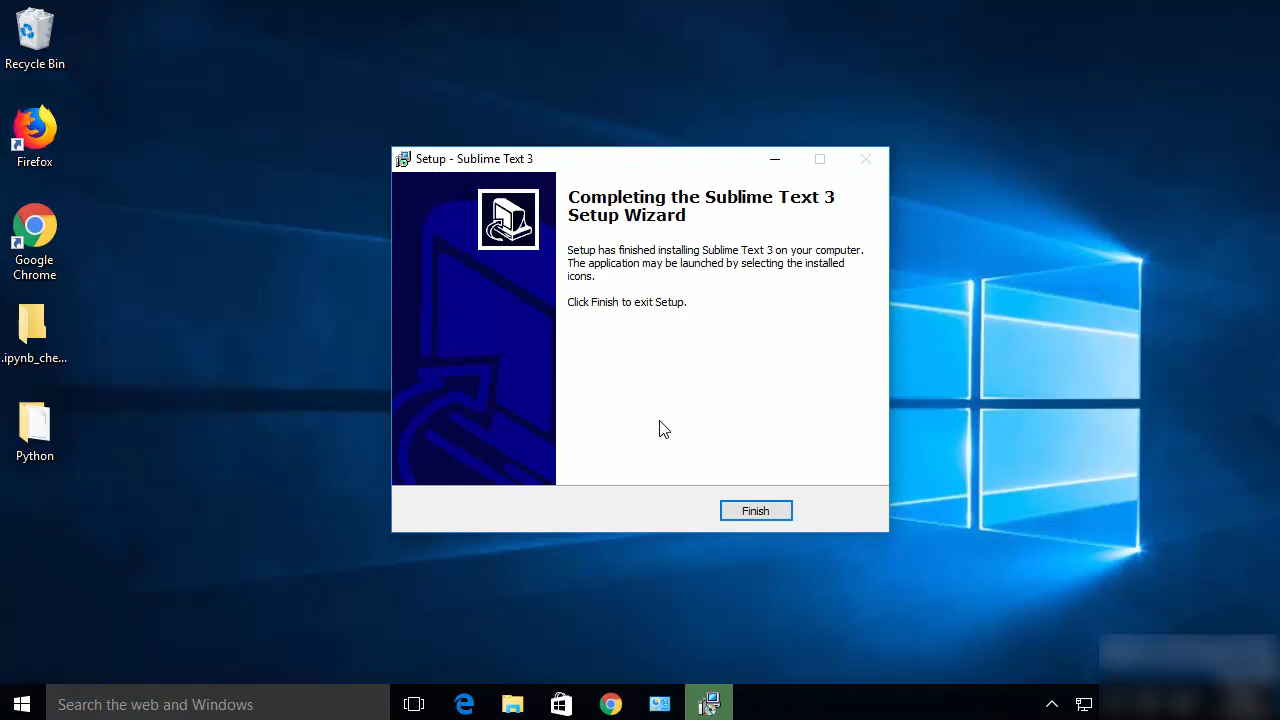 Recycle Bin
Firefox
Google
Chrome
.ipynb_che...
Python
Setup - Sublime Text 3
Completing the Sublime Text 3
Setup Wizard
Setup has finished installing Sublime Text 3 on your computer.
The application may be launched by selecting the installed
icons.
Click Finish to exit Setup.
Finish
Search the web and Windows